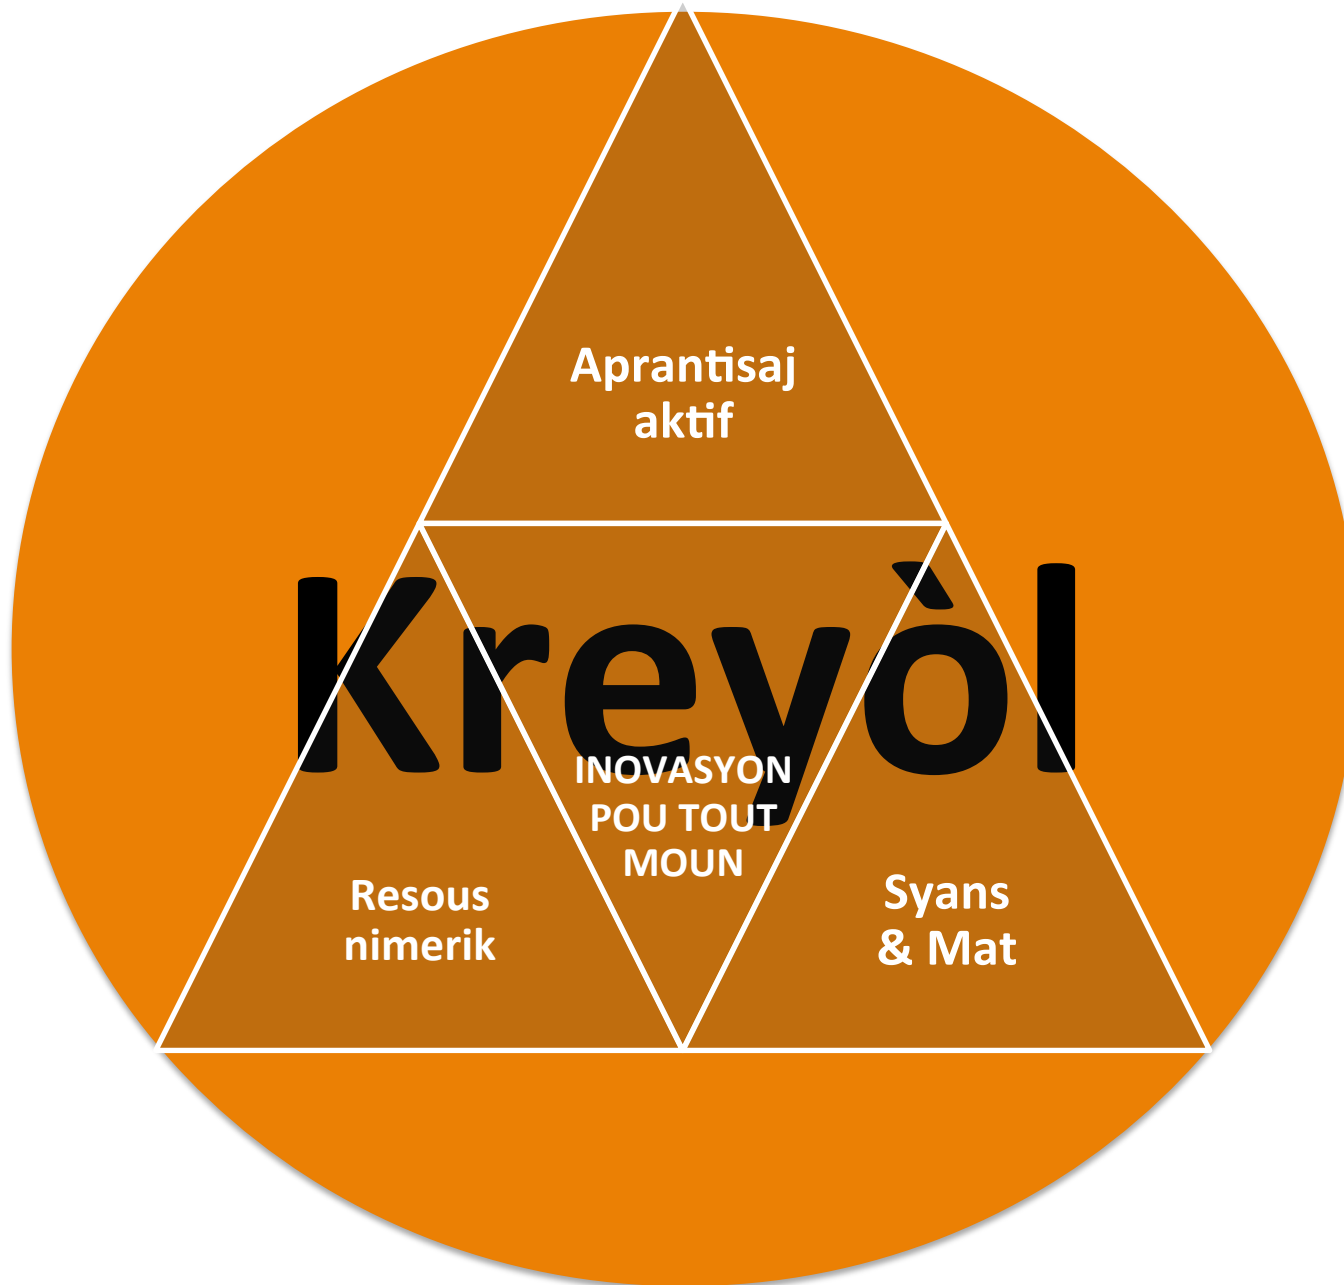 Aprantisaj
aktif
Kreyòl
INOVASYON
POU TOUT
MOUN
Resous
nimerik
Syans
& Mat